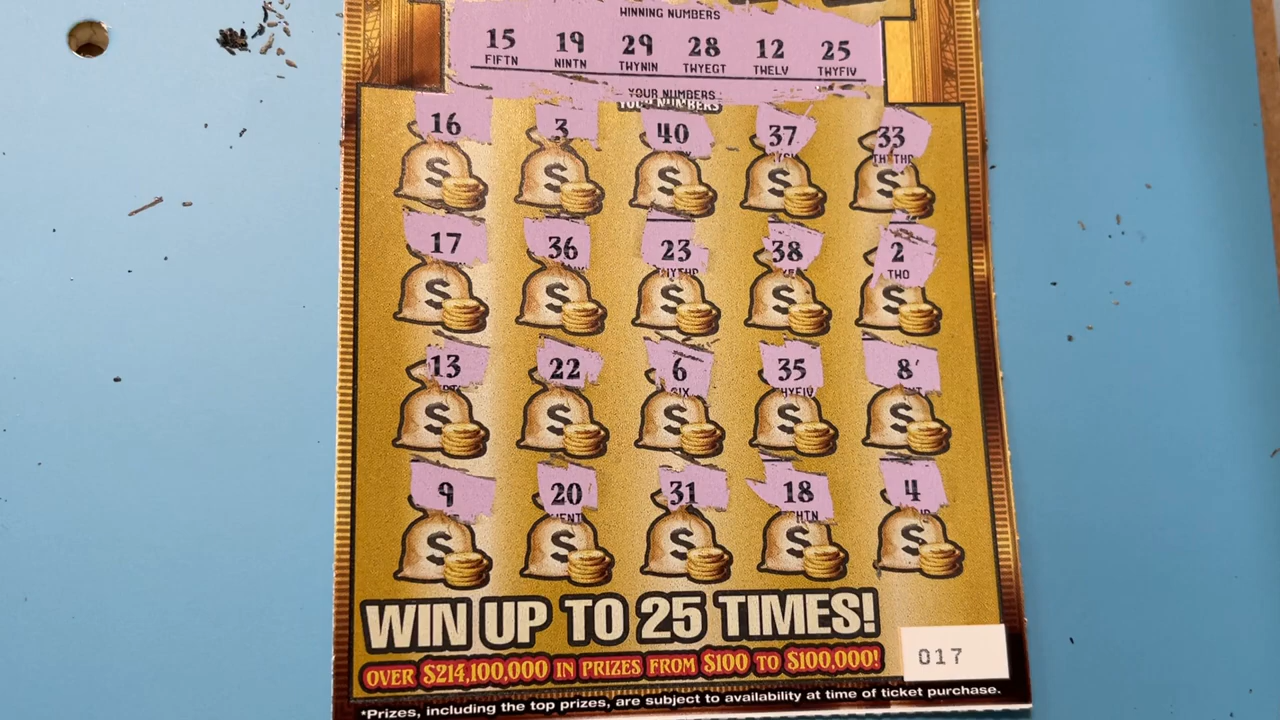 WINNING NUMBERS
15 19 29 28 12 25
FIFTN NINTN THYNIN THYEGT THELV THYFIV
YOUR NUMBERS
YOUR NUMBERS
16 3 40 37 33
THYTHR
$ $ $ $ $
17 36 23 38 2
THO
$ $ $ $ $
13 22 6 35 8
SIX
$ $ $ $ $
9 20 31 18 4
$ $ $ $ $
WIN UP TO 25 TIMES!
OVER $214,100,000 IN PRIZES FROM $100 TO $100,000!
017
*Prizes, including the top prizes, are subject to availability at time of ticket purchase.